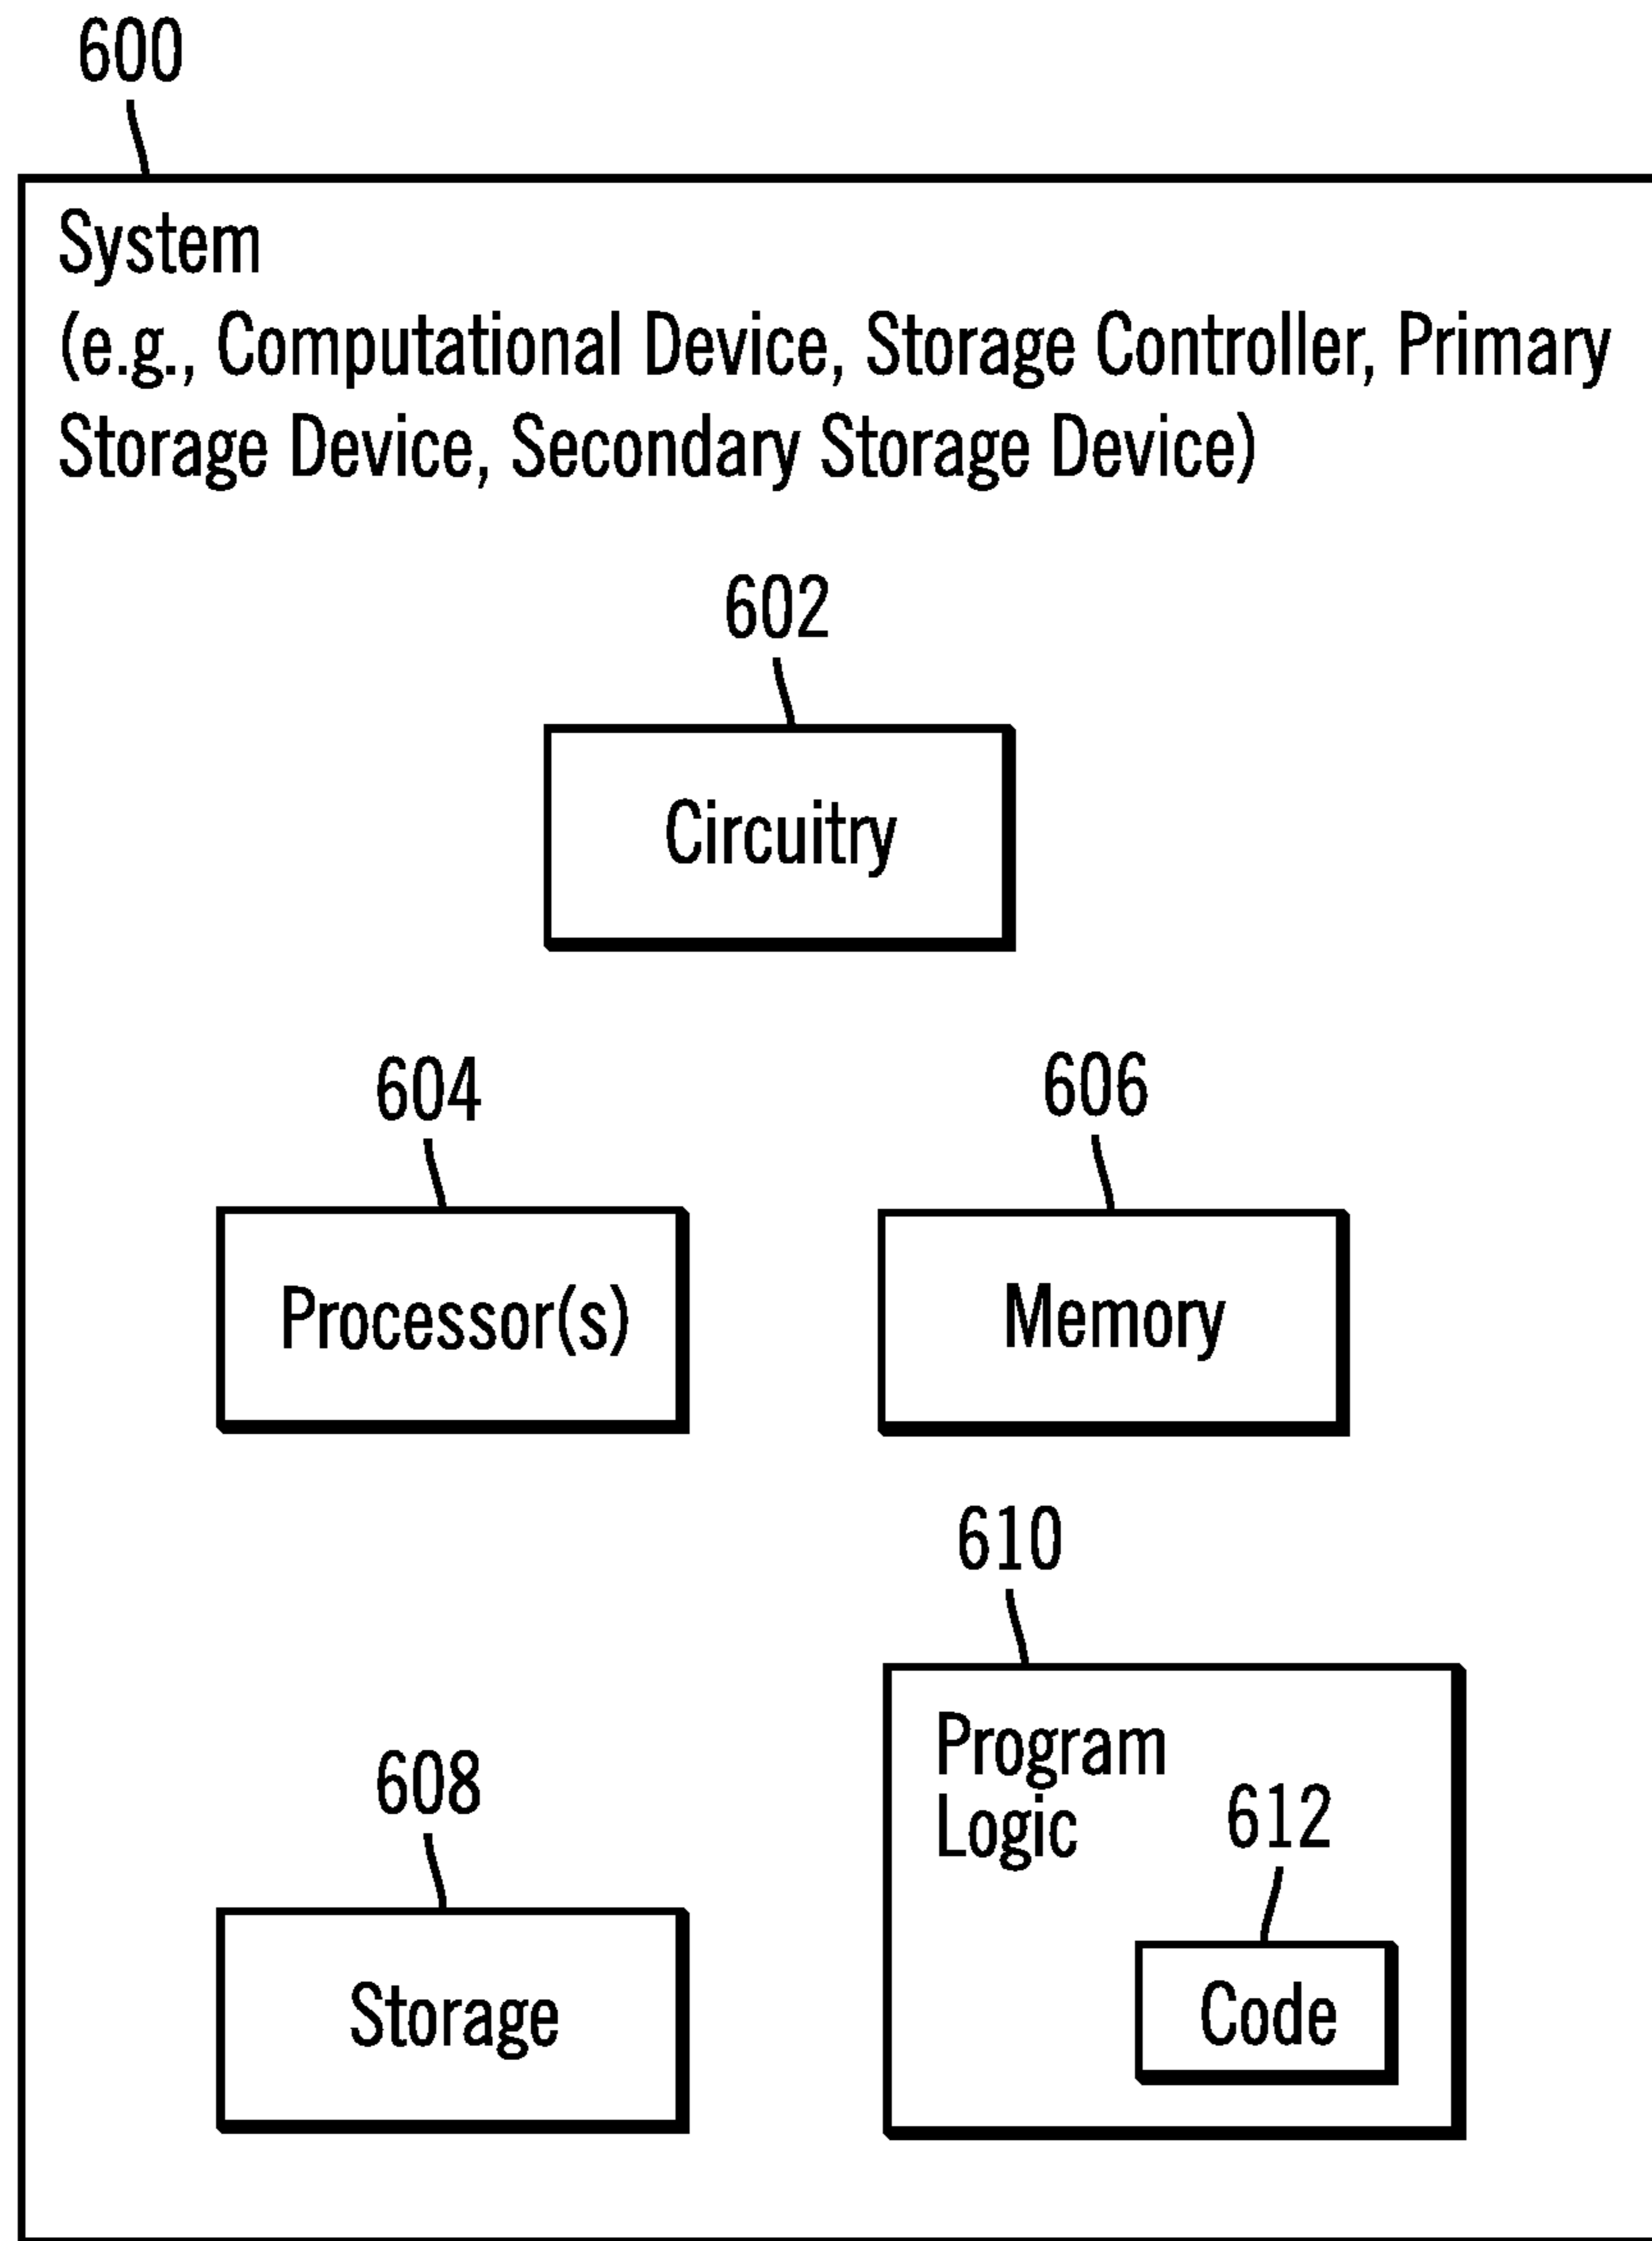 600
System
(e.g., Computational Device, Storage Controller, Primary
Storage Device, Secondary Storage Device)
602
Circuitry
604
606
Processor(s)
Memory
610
Program
Logic
608
612
Storage
Code